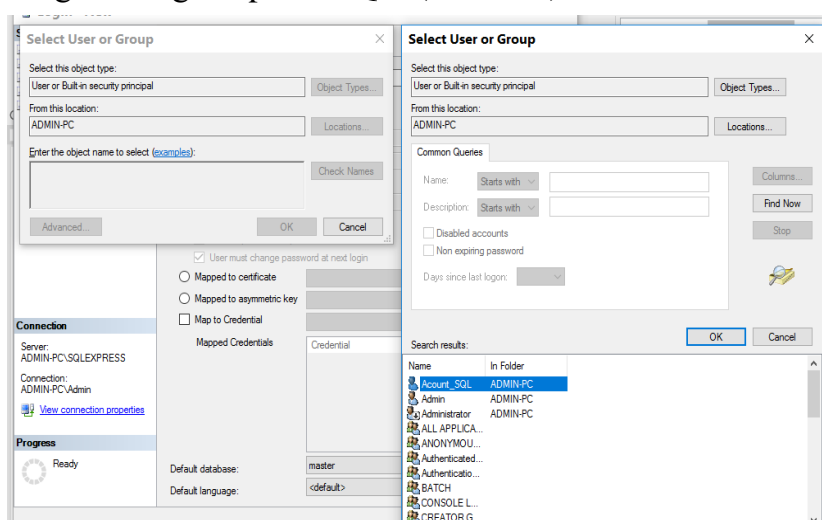 Select User or Group
Select this object type:
User or Built-in security principal
Object Types...
From this location:
ADMIN-PC
Locations...
Enter the object name to select (examples):
Check Names
Advanced...
OK
Cancel
User must change password at next login
Mapped to certificate
Mapped to asymmetric key
Map to Credential
Mapped Credentials
Credential
Connection
Server:
ADMIN-PC\SQLEXPRESS
Connection:
ADMIN-PC\Admin
View connection properties
Progress
Ready
Default database:
master
Default language:
<default>
Select User or Group
Select this object type:
User or Built-in security principal
Object Types...
From this location:
ADMIN-PC
Locations...
Common Queries
Name:
Starts with
Description:
Starts with
Disabled accounts
Non expiring password
Days since last logon:
Columns...
Find Now
Stop
OK
Cancel
Search results:
Name In Folder
Acount_SQL ADMIN-PC
Admin ADMIN-PC
Administrator ADMIN-PC
ALL APPLICA...
ANONYMOU...
Authenticated...
Authenticatio...
BATCH
CONSOLE L...
CREATOR G...